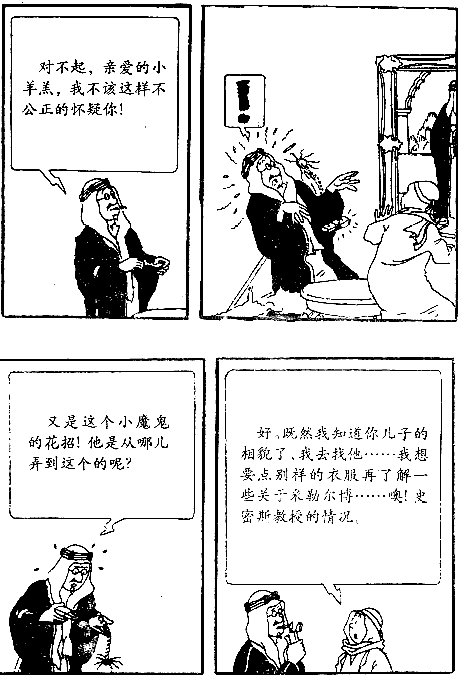 对不起，亲爱的小
羊羔，我不该这样不
公正的怀疑你！
！
又是这个小魔鬼
的花招！他是从哪儿
弄到这个的呢？
好。既然我知道你儿子的
相貌了、我去找他……我想
要点别祥的衣服再了解一
些关于米勒尔博……噢！史
密斯教授的情况。